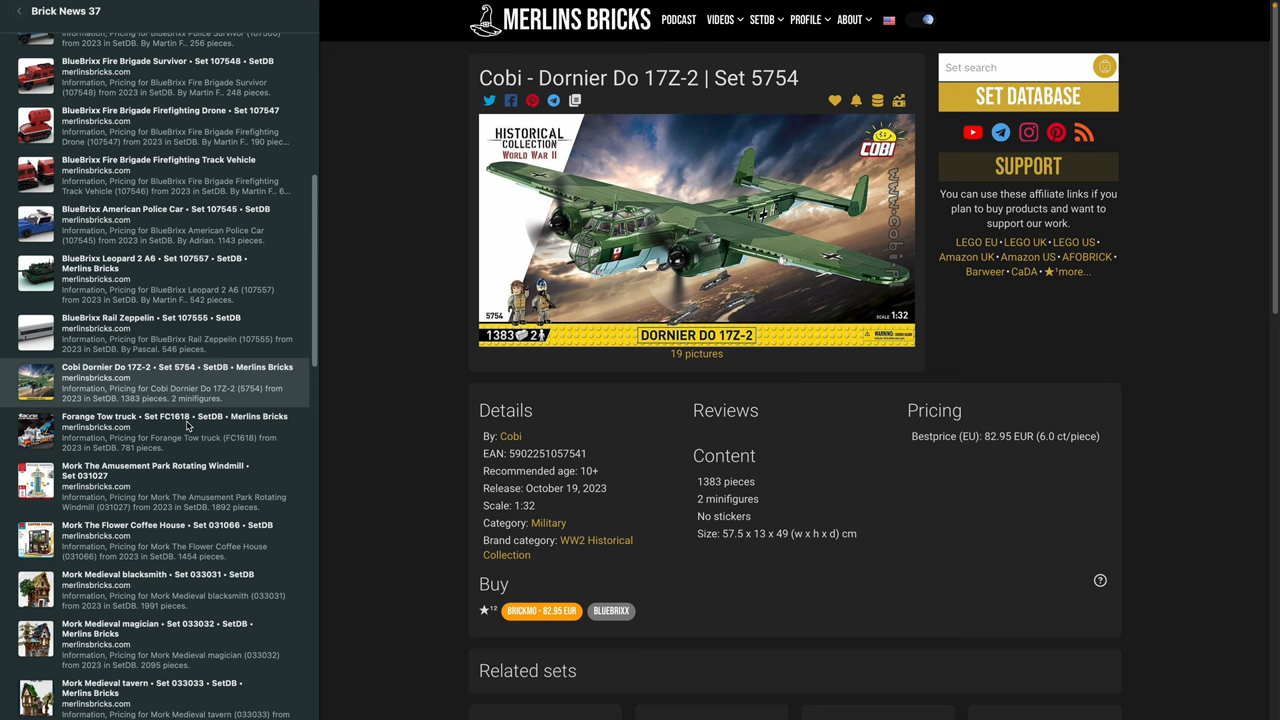 Brick News 37
BlueBrixx Fire Brigade Survivor • Set 107548 • SetDB
from 2023 in SetDB. By Martin F.. 256 pieces.
merlinsbricks.com
Information, Pricing for BlueBrixx Fire Brigade Survivor
(107548) from 2023 in SetDB. By Martin F.. 248 pieces.
BlueBrixx Fire Brigade Firefighting Drone • Set 107547
merlinsbricks.com
Information, Pricing for BlueBrixx Fire Brigade Firefighting
Drone (107547) from 2023 in SetDB. By Martin F.. 190 piec...
BlueBrixx Fire Brigade Firefighting Track Vehicle
merlinsbricks.com
Information, Pricing for BlueBrixx Fire Brigade Firefighting
Track Vehicle (107546) from 2023 in SetDB. By Martin F.. 6...
BlueBrixx American Police Car • Set 107545 • SetDB
merlinsbricks.com
Information, Pricing for BlueBrixx American Police Car
(107545) from 2023 in SetDB. By Adrian. 1143 pieces.
BlueBrixx Leopard 2 A6 • Set 107557 • SetDB •
Merlins Bricks
merlinsbricks.com
Information, Pricing for BlueBrixx Leopard 2 A6 (107557)
from 2023 in SetDB. By Martin F.. 542 pieces.
BlueBrixx Rail Zeppelin • Set 107555 • SetDB
merlinsbricks.com
Information, Pricing for BlueBrixx Rail Zeppelin (107555)
from 2023 in SetDB. By Pascal. 546 pieces.
Cobi Dornier Do 17Z-2 • Set 5754 • SetDB • Merlins Bricks
merlinsbricks.com
Information, Pricing for Cobi Dornier Do 17Z-2 (5754) from
2023 in SetDB. 1383 pieces. 2 minifigures.
Forange Tow truck • Set FC1618 • SetDB • Merlins Bricks
merlinsbricks.com
Information, Pricing for Forange Tow truck (FC1618) from
2023 in SetDB. 781 pieces.
Mork The Amusement Park Rotating Windmill •
Set 031027
merlinsbricks.com
Information, Pricing for Mork The Amusement Park Rotating
Windmill (031027) from 2023 in SetDB. 1892 pieces.
Mork The Flower Coffee House • Set 031066 • SetDB
merlinsbricks.com
Information, Pricing for Mork The Flower Coffee House
(031066) from 2023 in SetDB. 1454 pieces.
Mork Medieval blacksmith • Set 033031 • SetDB
merlinsbricks.com
Information, Pricing for Mork Medieval blacksmith (033031)
from 2023 in SetDB. 1991 pieces.
Mork Medieval magician • Set 033032 • SetDB •
Merlins Bricks
merlinsbricks.com
Information, Pricing for Mork Medieval magician (033032)
from 2023 in SetDB. 2095 pieces.
Mork Medieval tavern • Set 033033 • SetDB •
Merlins Bricks
merlinsbricks.com
Information, Pricing for Mork Medieval tavern (033033)
MERLINS BRICKS PODCAST VIDEOS SETDB PROFILE ABOUT
Cobi - Dornier Do 17Z-2 | Set 5754
HISTORICAL
COLLECTION
WORLD WAR II
COBI
5754
SCALE 1:32
1383 2
DORNIER DO 17Z-2
WARNING:
19 pictures
Details
By: Cobi
EAN: 5902251057541
Recommended age: 10+
Release: October 19, 2023
Scale: 1:32
Category: Military
Brand category: WW2 Historical
Collection
Reviews
Content
1383 pieces
2 minifigures
No stickers
Size: 57.5 x 13 x 49 (w x h x d) cm
Pricing
Bestprice (EU): 82.95 EUR (6.0 ct/piece)
Buy
★12 BRICKMO - 82.95 EUR BLUEBRIXX
Related sets
Set search
SET DATABASE
SUPPORT
You can use these affiliate links if you
plan to buy products and want to
support our work.
LEGO EU • LEGO UK • LEGO US •
Amazon UK • Amazon US • AFOBRICK •
Barweer • CaDA • ★ more...